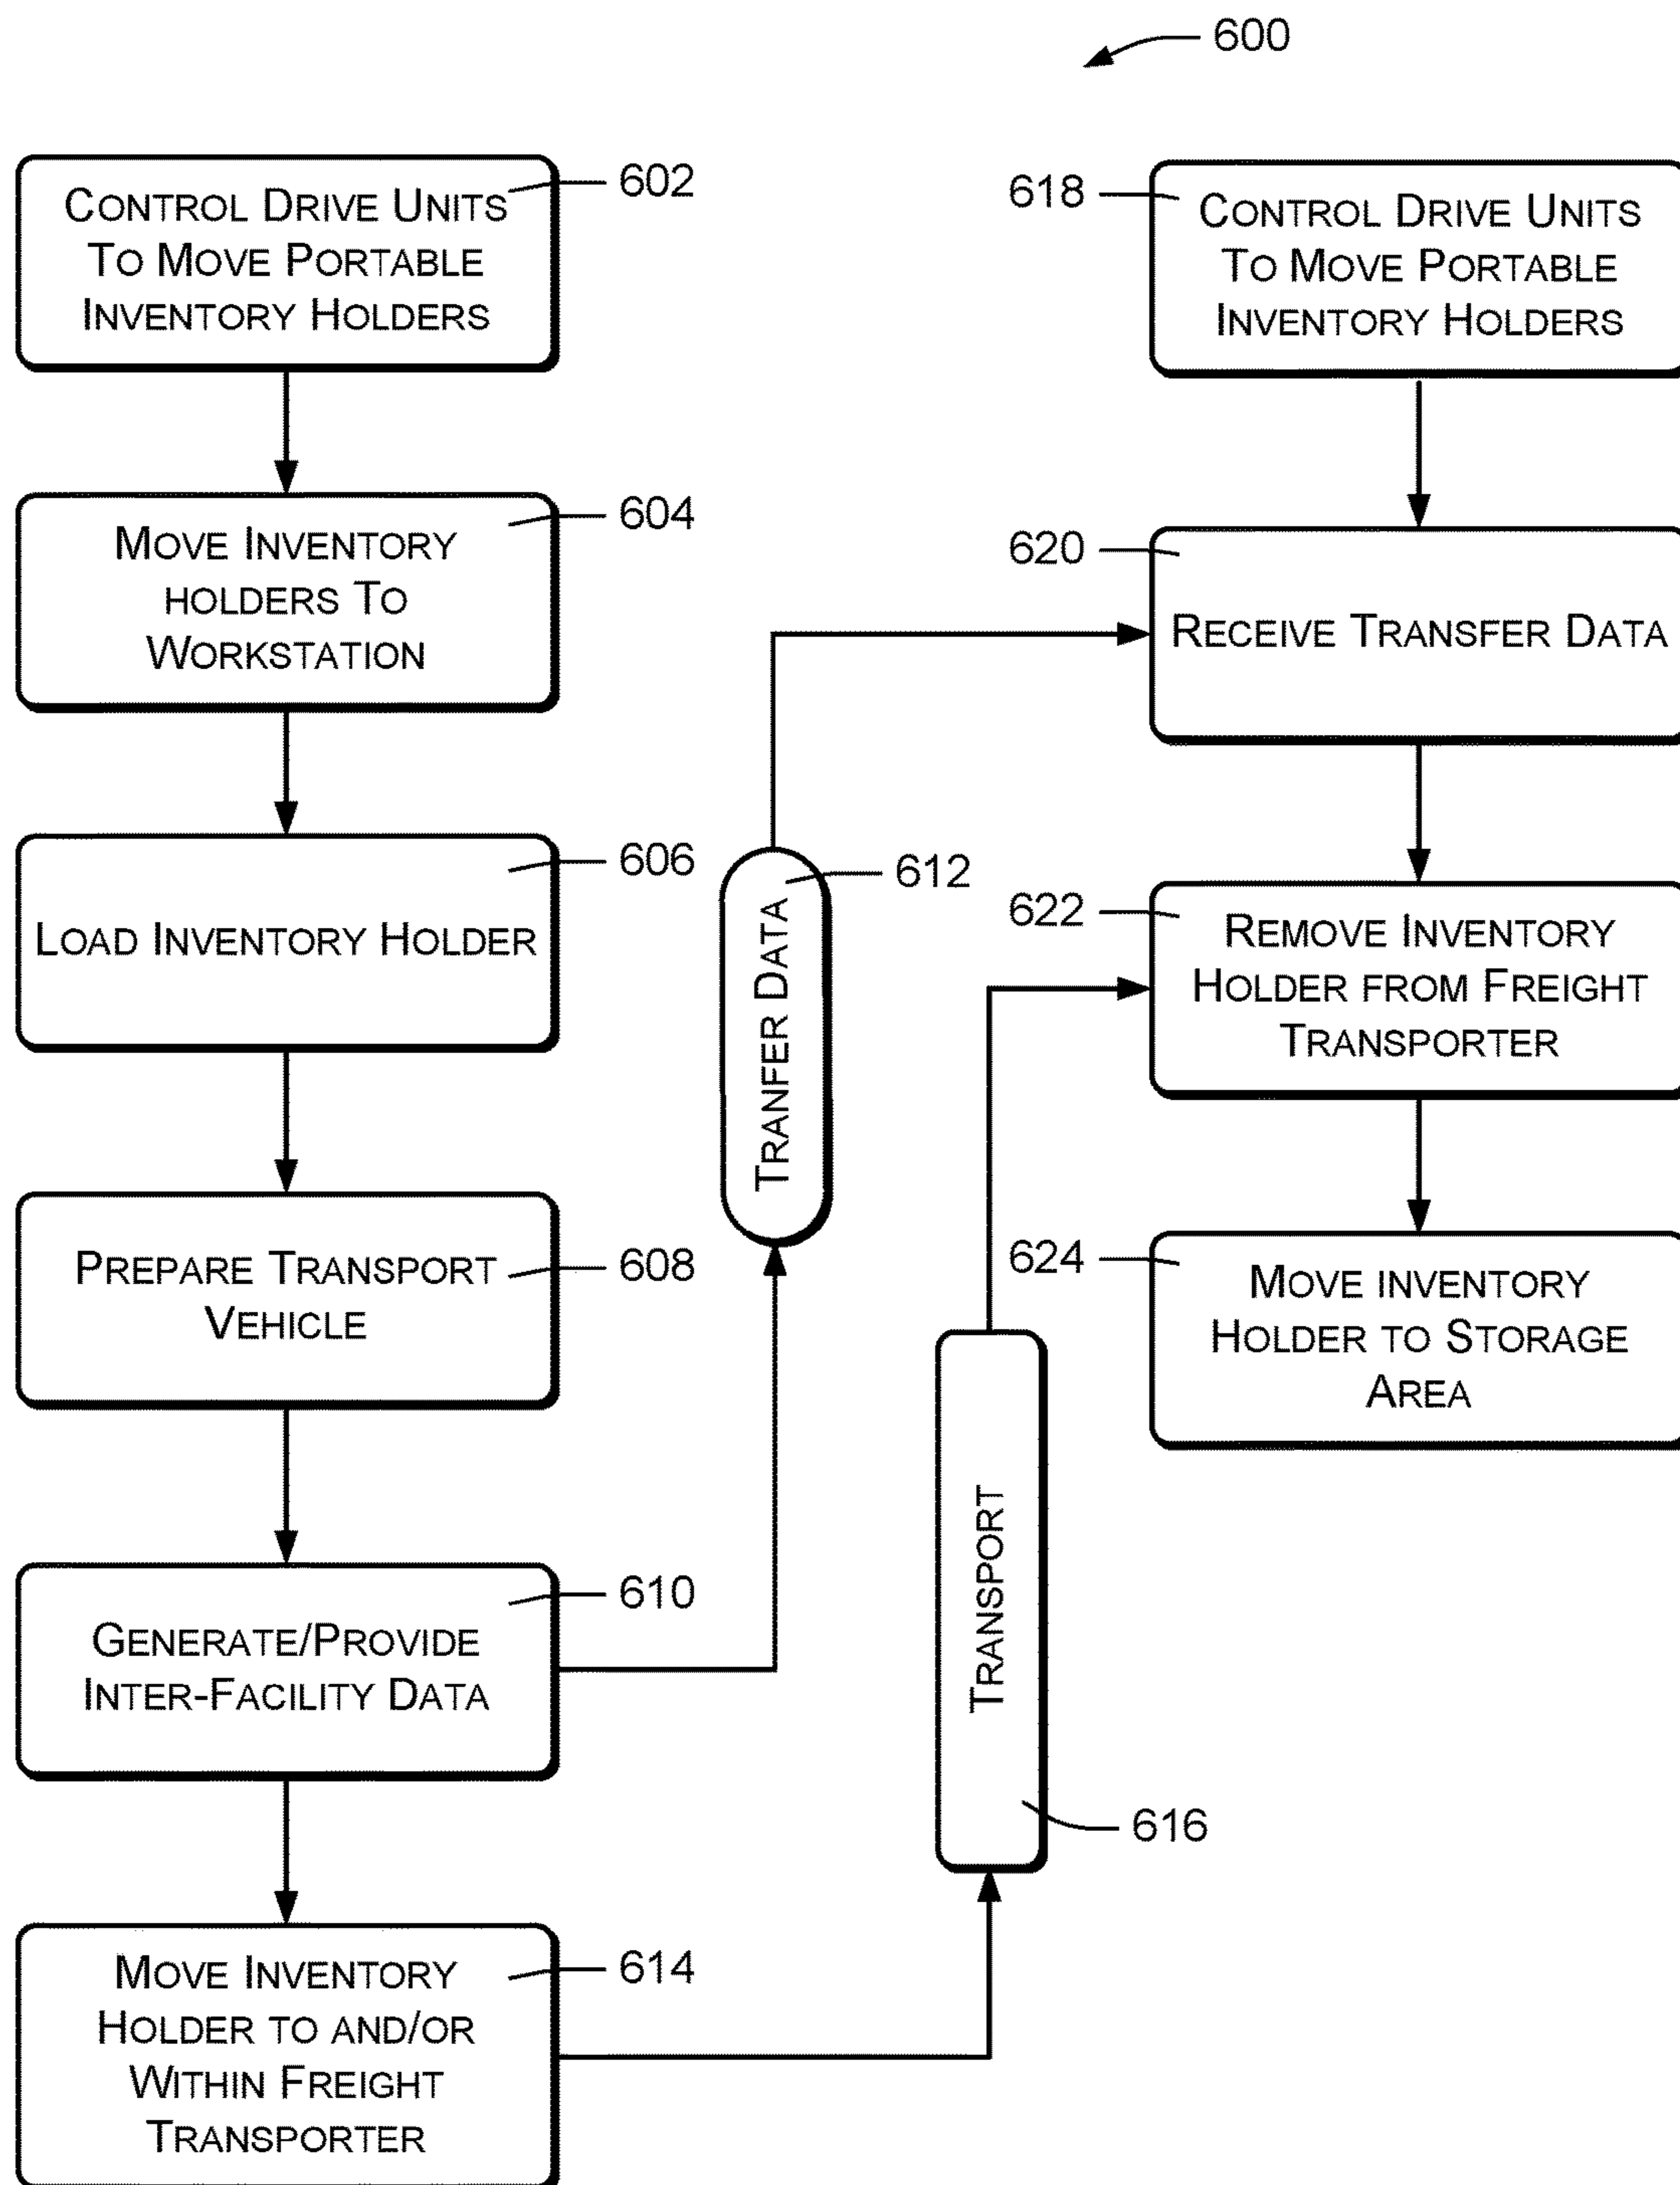 600
602
CONTROL DRIVE UNITS
TO MOVE PORTABLE
INVENTORY HOLDERS
604
MOVE INVENTORY
HOLDERS TO
WORKSTATION
606
LOAD INVENTORY HOLDER
608
PREPARE TRANSPORT
VEHICLE
610
GENERATE/PROVIDE
INTER-FACILITY DATA
612
TRANFER DATA
614
MOVE INVENTORY
HOLDER TO AND/OR
WITHIN FREIGHT
TRANSPORTER
616
TRANSPORT
618
CONTROL DRIVE UNITS
TO MOVE PORTABLE
INVENTORY HOLDERS
620
RECEIVE TRANSFER DATA
622
REMOVE INVENTORY
HOLDER FROM FREIGHT
TRANSPORTER
624
MOVE INVENTORY
HOLDER TO STORAGE
AREA